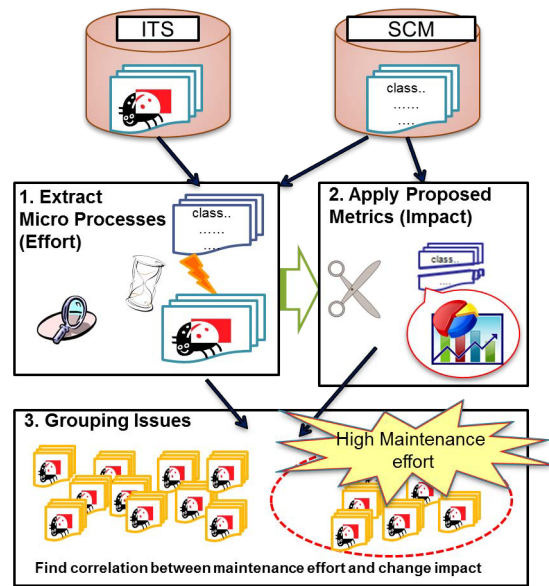 ITS
SCM
class..
......
....
1. Extract
Micro Processes
(Effort)
class..
......
....
2. Apply Proposed
Metrics (Impact)
class..
....
3. Grouping Issues
High Maintenance
effort
Find correlation between maintenance effort and change impact